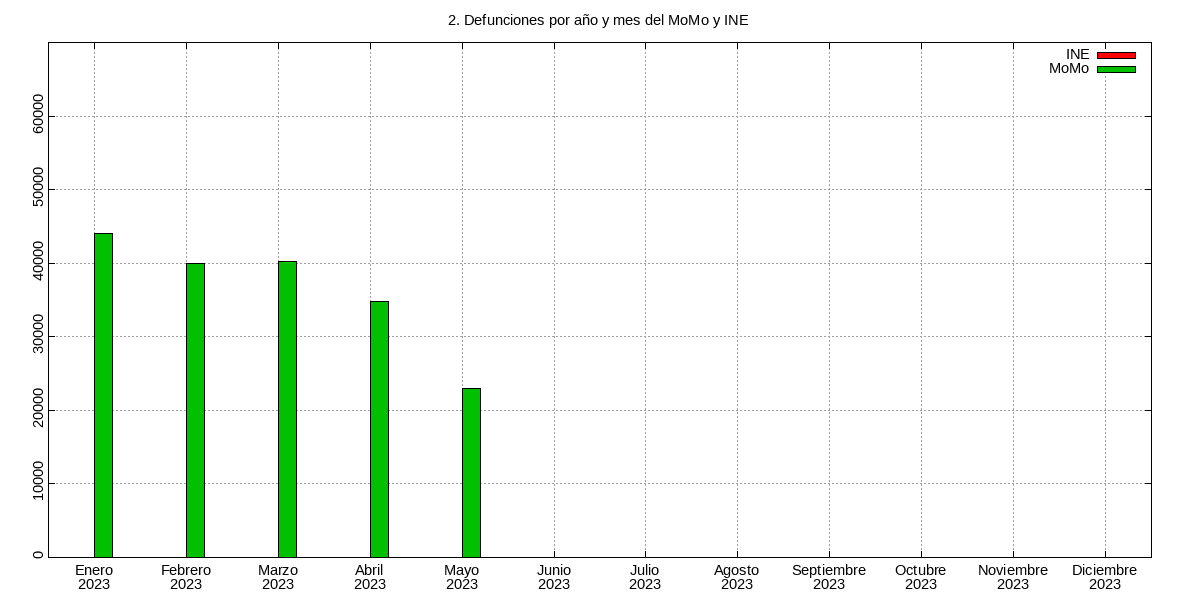 2. Defunciones por año y mes del MoMo y INE
INE
MoMo
60000
50000
40000
30000
20000
10000
0
Enero Febrero Marzo Abril Mayo Junio Julio Agosto Septiembre Octubre Noviembre Diciembre
2023 2023 2023 2023 2023 2023 2023 2023 2023 2023 2023 2023